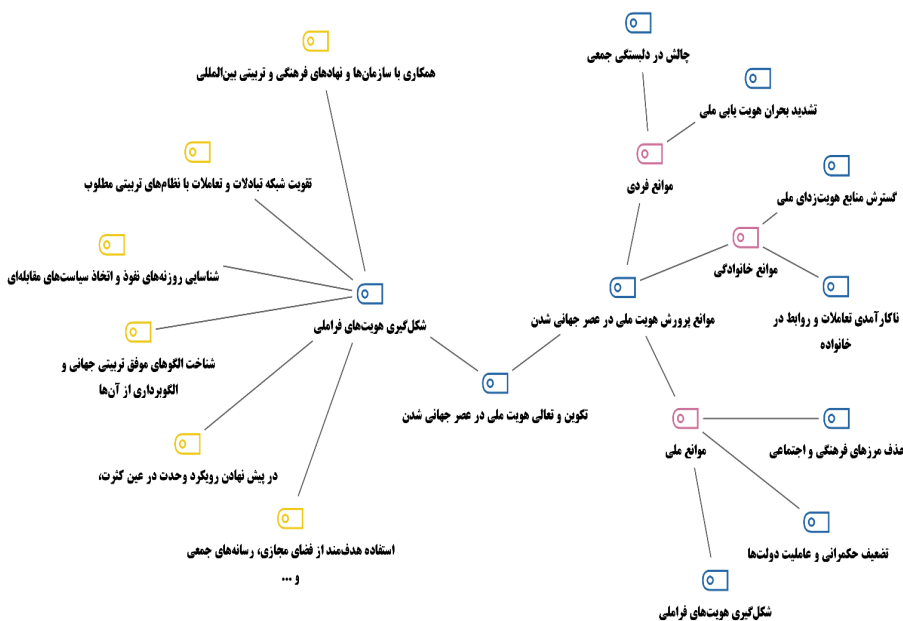 چالش در دلبستگی جمعی
همکاری با سازمان‌ها و نهادهای فرهنگی و تربیتی بین‌المللی
تشدید بحران هویت یابی ملی
تقویت شبکه تبادلات و تعاملات با نظام‌های تربیتی مطلوب
موانع فردی
گسترش منابع هویت‌زدای ملی
موانع خانوادگی
شناسایی روزنه‌های نفوذ و اتخاذ سیاست‌های مقابله‌ای
ناکارآمدی تعاملات و روابط در
خانواده
موانع پرورش هویت ملی در عصر جهانی شدن
شکل‌گیری هویت‌های فراملی
شناخت الگوهای موفق تربیتی جهانی و
الگوبرداری از آن‌ها
تکوین و تعالی هویت ملی در عصر جهانی شدن
حذف مرزهای فرهنگی و اجتماعی
موانع ملی
در پیش نهادن رویکرد وحدت در عین کثرت،
تضعیف حکمرانی و عاملیت دولت‌ها
استفاده هدف‌مند از فضای مجازی، رسانه‌های جمعی
و ...
شکل‌گیری هویت‌های فراملی